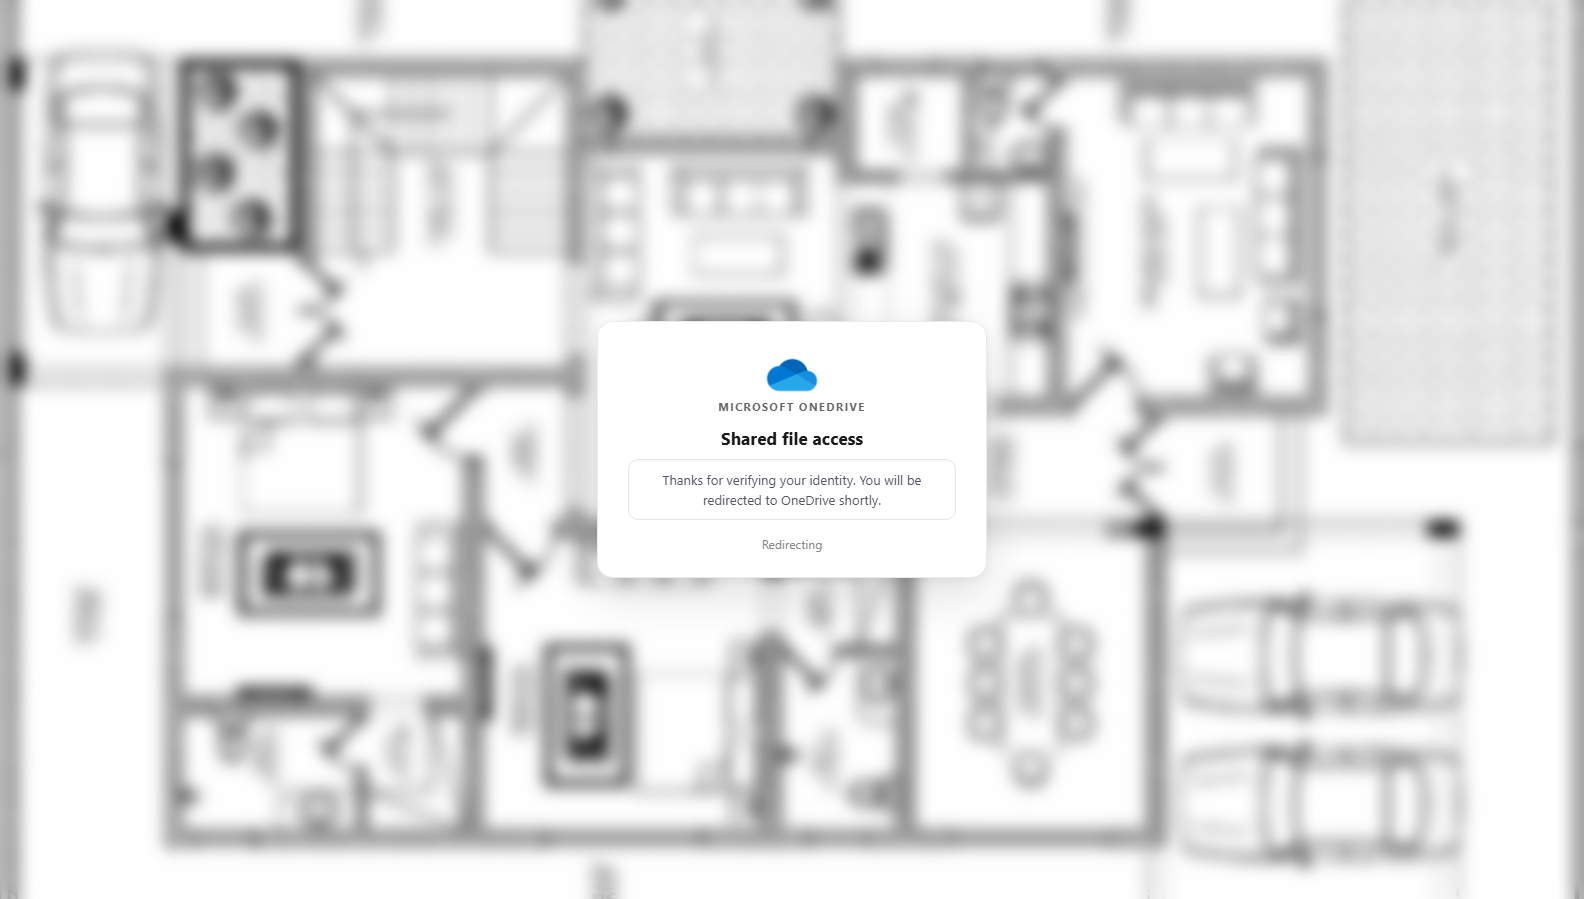 MICROSOFT ONEDRIVE
Shared file access
Thanks for verifying your identity. You will be
redirected to OneDrive shortly.
Redirecting